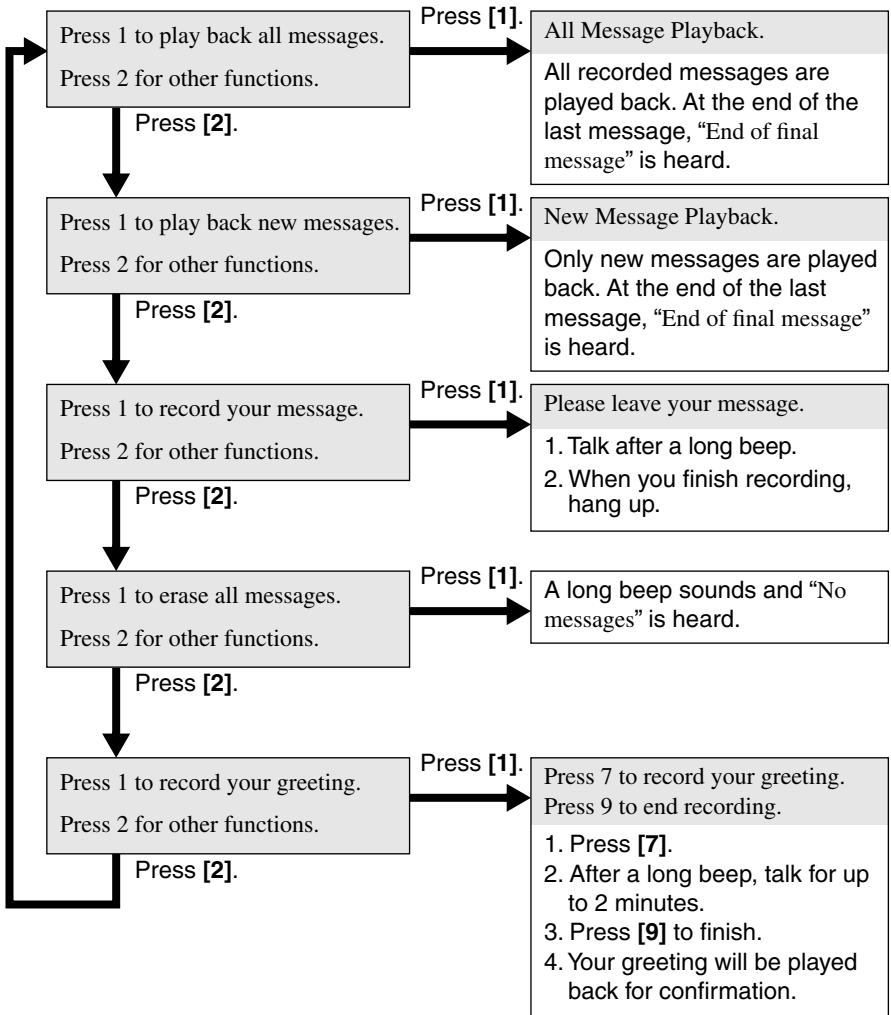 Press 1 to play back all messages.
Press 2 for other functions.
Press [1].
All Message Playback.
All recorded messages are
played back. At the end of the
last message, “End of final
message” is heard.
Press [2].
Press 1 to play back new messages.
Press 2 for other functions.
Press [1].
New Message Playback.
Only new messages are played
back. At the end of the last
message, “End of final message”
is heard.
Press [2].
Press 1 to record your message.
Press 2 for other functions.
Press [1].
Please leave your message.
1. Talk after a long beep.
2. When you finish recording,
hang up.
Press [2].
Press 1 to erase all messages.
Press 2 for other functions.
Press [1].
A long beep sounds and “No
messages” is heard.
Press [2].
Press 1 to record your greeting.
Press 2 for other functions.
Press [1].
Press 7 to record your greeting.
Press 9 to end recording.
1. Press [7].
2. After a long beep, talk for up
to 2 minutes.
3. Press [9] to finish.
4. Your greeting will be played
back for confirmation.
Press [2].